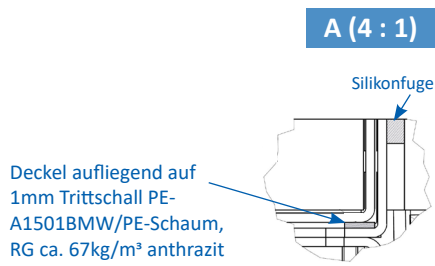 A (4 : 1)
Silikonfuge
Deckel aufliegend auf
1mm Trittschall PE-
A1501BMW/PE-Schaum,
RG ca. 67kg/m³ anthrazit